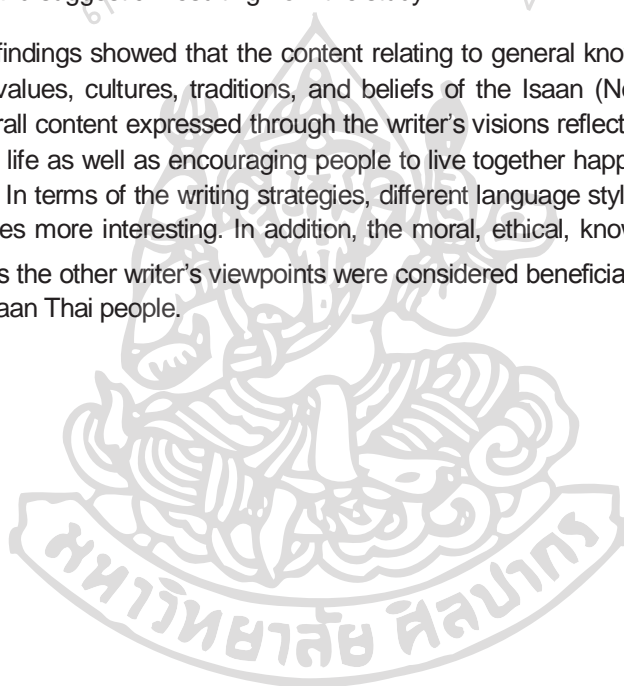 findings showed that the content relating to general kno
values, cultures, traditions, and beliefs of the Isaan (No
rall content expressed through the writer's visions reflect
life as well as encouraging people to live together happ
In terms of the writing strategies, different language styl
es more interesting. In addition, the moral, ethical, know
s the other writer's viewpoints were considered beneficia
aan Thai people.
มหาวิทยาลัย ศิลปากร